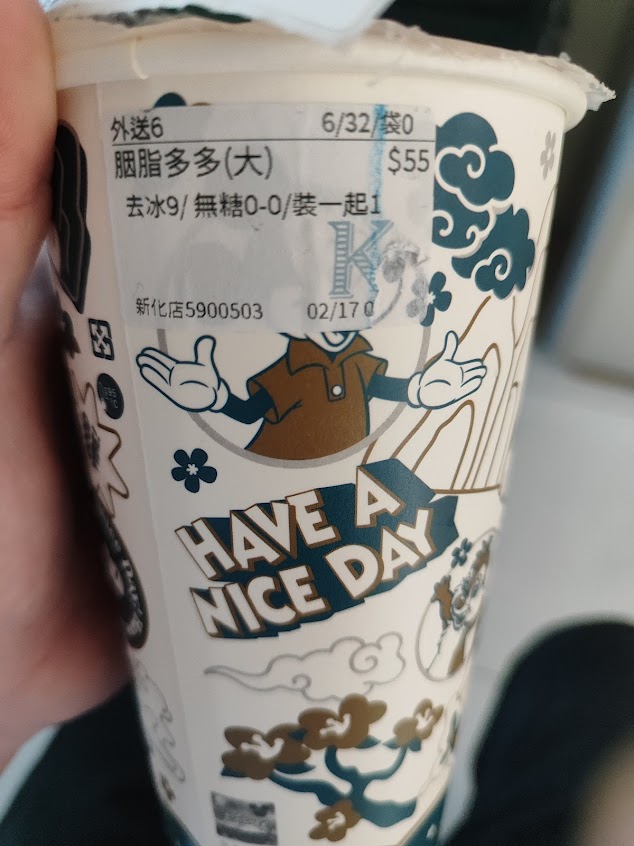 外送6 6/32/袋0
胭脂多多(大) $55
去冰9/ 無糖0-0/裝一起1
K
新化店5900503 02/17 0
HAVE A
NICE DAY